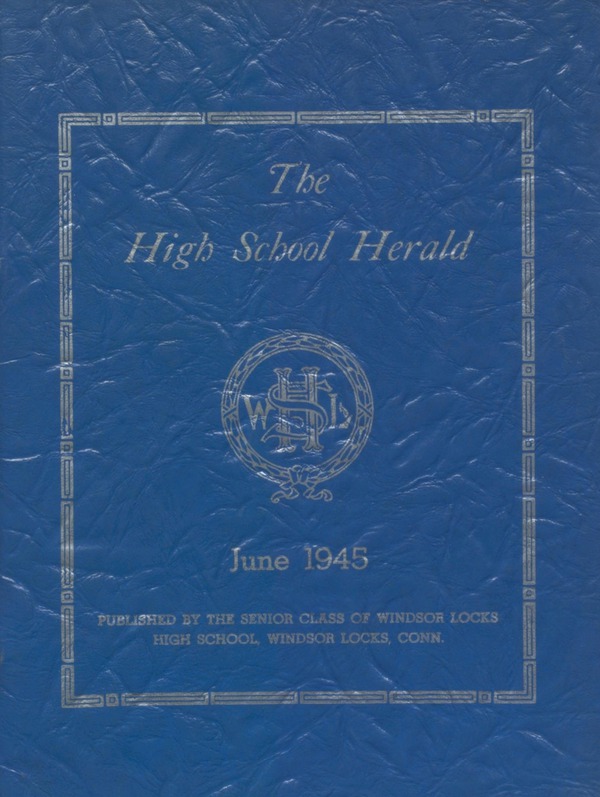 The
High School Herald
W HS L
June 1945
PUBLISHED BY THE SENIOR CLASS OF WINDSOR LOCKS
HIGH SCHOOL, WINDSOR LOCKS, CONN.